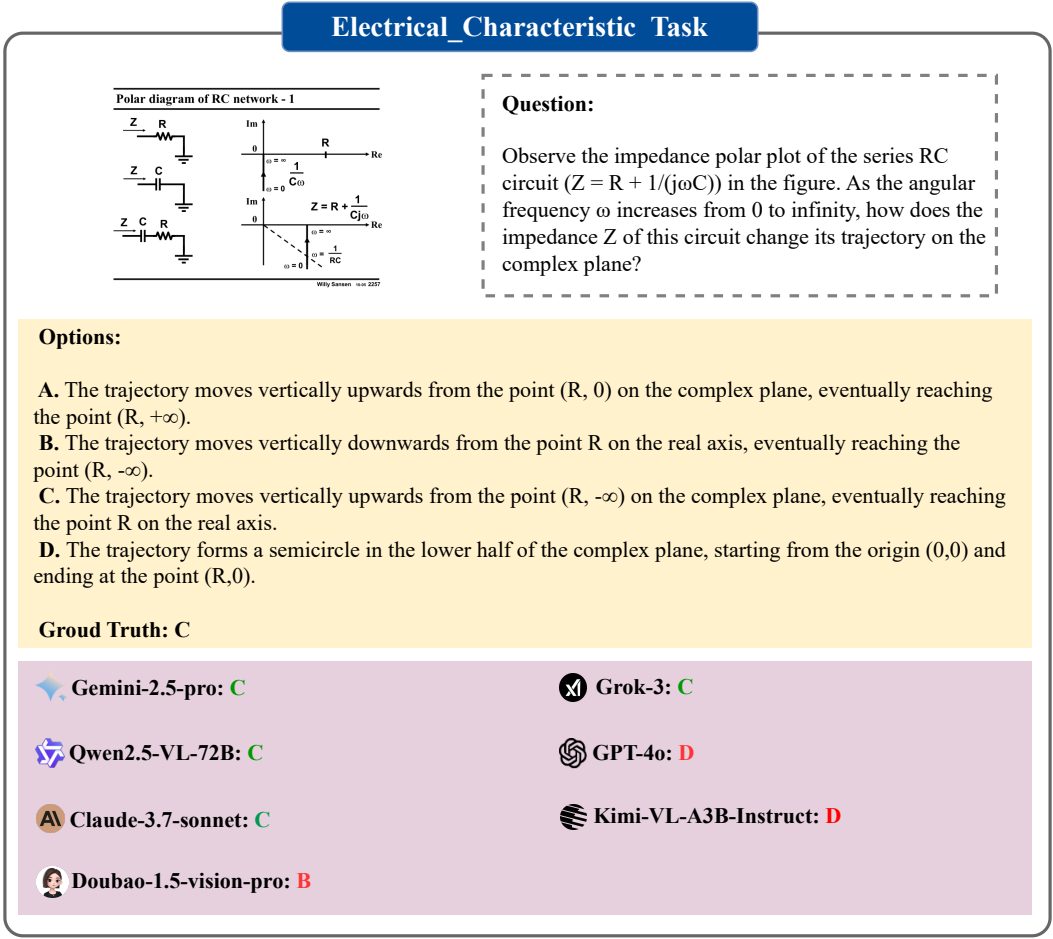 Electrical_Characteristic Task
Polar diagram of RC network - 1
Z R
Z C
Z C R
Im
0
R
Re
ω = ∞
1
Cω
ω = 0
Im
0
Z = R + 1
Cjω
Re
ω = ∞
ω = 1
RC
ω = 0
Willy Sansen 10-05 2257
Question:
Observe the impedance polar plot of the series RC
circuit (Z = R + 1/(jωC)) in the figure. As the angular
frequency ω increases from 0 to infinity, how does the
impedance Z of this circuit change its trajectory on the
complex plane?
Options:
A. The trajectory moves vertically upwards from the point (R, 0) on the complex plane, eventually reaching
the point (R, +∞).
B. The trajectory moves vertically downwards from the point R on the real axis, eventually reaching the
point (R, -∞).
C. The trajectory moves vertically upwards from the point (R, -∞) on the complex plane, eventually reaching
the point R on the real axis.
D. The trajectory forms a semicircle in the lower half of the complex plane, starting from the origin (0,0) and
ending at the point (R,0).
Groud Truth: C
Gemini-2.5-pro: C
Grok-3: C
Qwen2.5-VL-72B: C
GPT-4o: D
Claude-3.7-sonnet: C
Kimi-VL-A3B-Instruct: D
Doubao-1.5-vision-pro: B